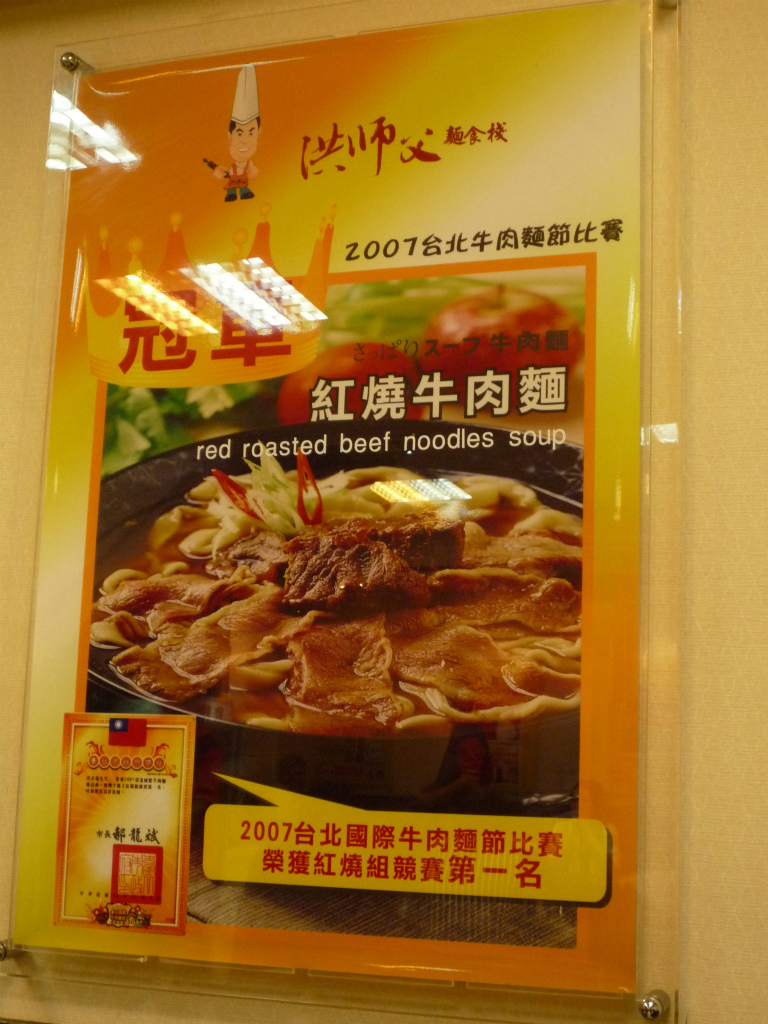 洪師父 麵食棧
2007台北牛肉麵節比賽
冠軍
さっぱりスープ 牛肉麵
紅燒牛肉麵
red roasted beef noodles soup
市長 郝龍斌
2007台北國際牛肉麵節比賽
榮獲紅燒組競賽第一名